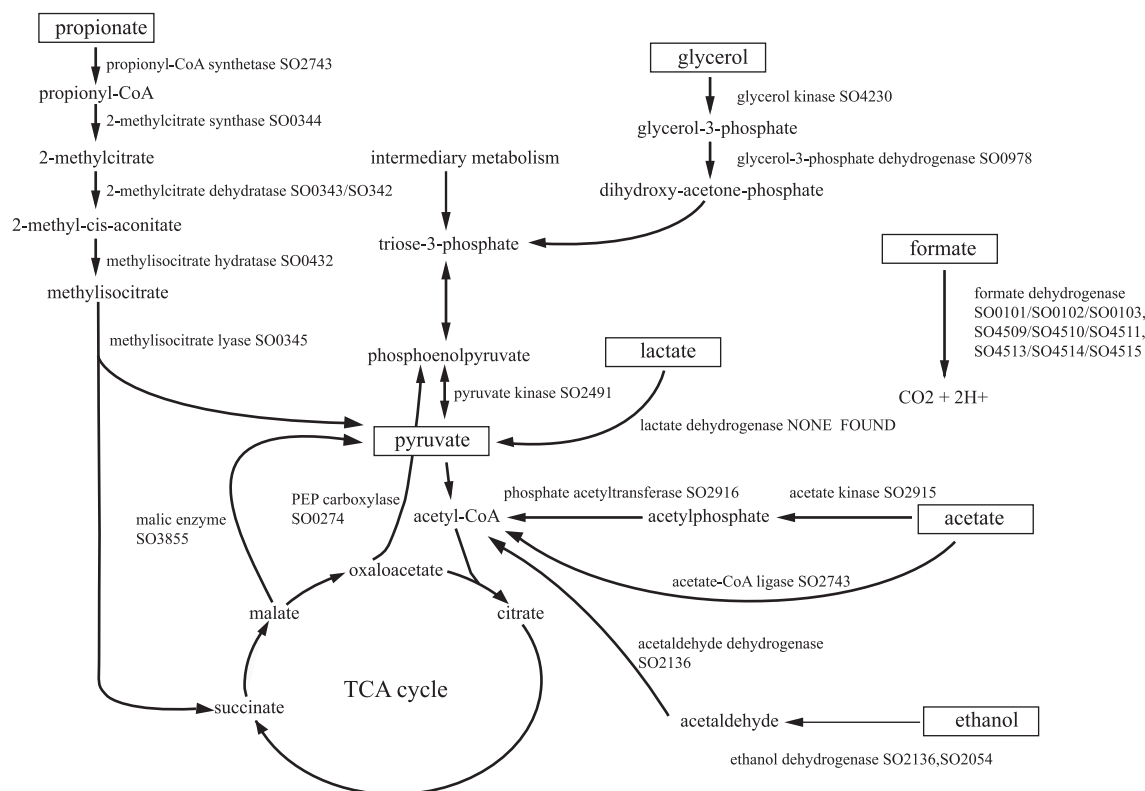 propionate
propionyl-CoA synthetase SO2743
propionyl-CoA
2-methylcitrate synthase SO0344
2-methylcitrate
2-methylcitrate dehydratase SO0343/SO342
2-methyl-cis-aconitate
methylisocitrate hydratase SO0432
methylisocitrate
methylisocitrate lyase SO0345
intermediary metabolism
triose-3-phosphate
phosphoenolpyruvate
pyruvate kinase SO2491
pyruvate
glycerol
glycerol kinase SO4230
glycerol-3-phosphate
glycerol-3-phosphate dehydrogenase SO0978
dihydroxy-acetone-phosphate
formate
formate dehydrogenase
SO0101/SO0102/SO0103,
SO4509/SO4510/SO4511,
SO4513/SO4514/SO4515
CO2 + 2H+
lactate
lactate dehydrogenase NONE FOUND
malic enzyme
SO3855
PEP carboxylase
SO0274
acetyl-CoA
phosphate acetyltransferase SO2916
acetylphosphate
acetate kinase SO2915
acetate
acetate-CoA ligase SO2743
oxaloacetate
malate
citrate
succinate
TCA cycle
acetaldehyde dehydrogenase
SO2136
acetaldehyde
ethanol
ethanol dehydrogenase SO2136,SO2054